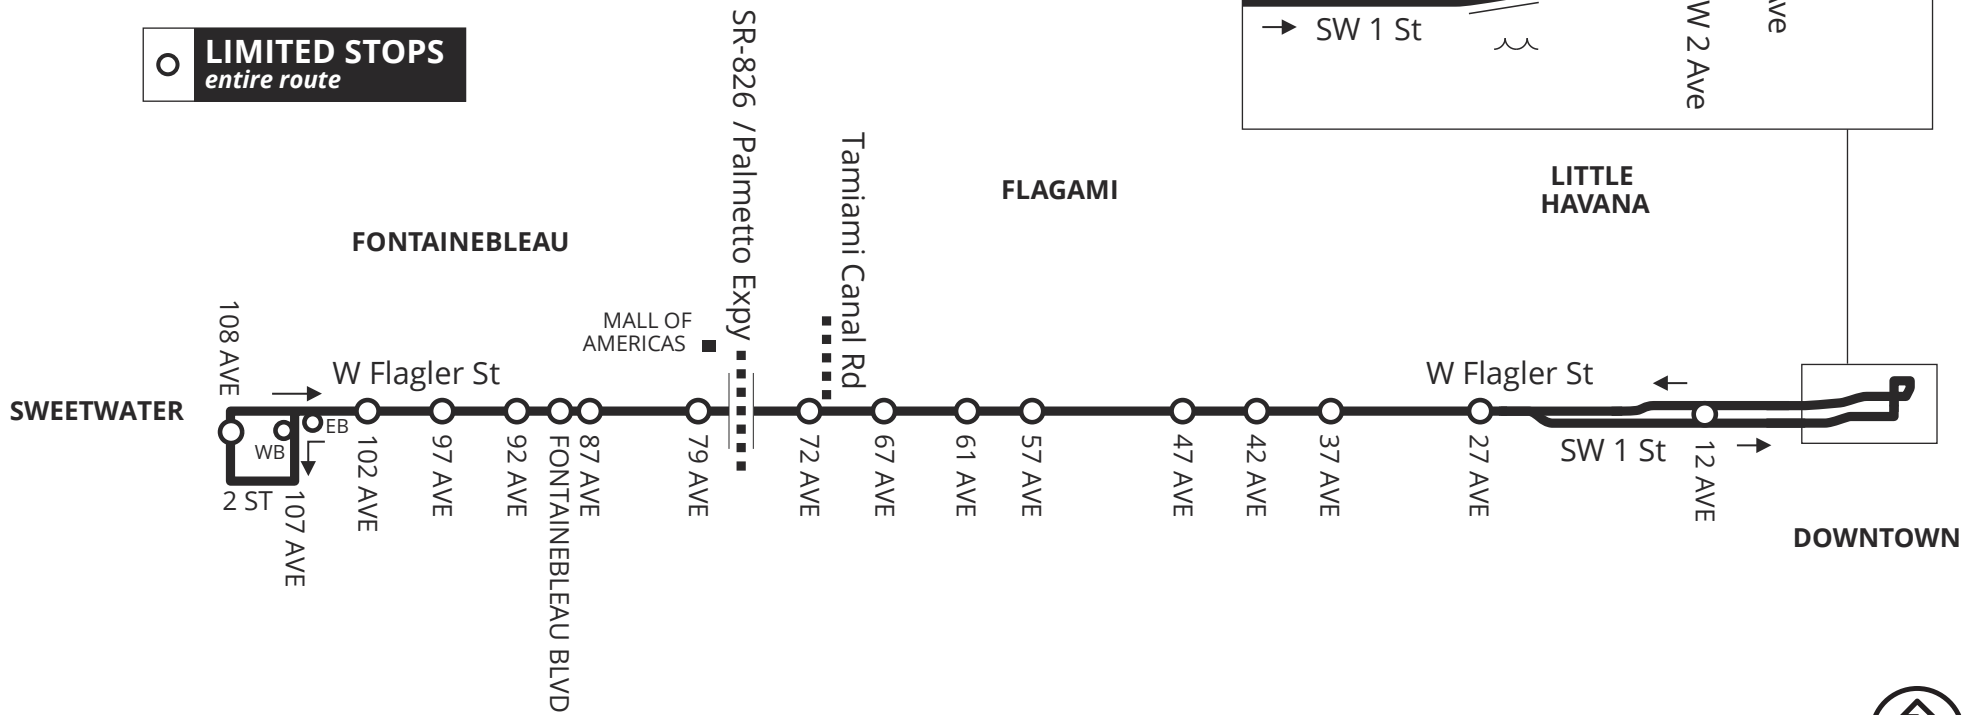 LIMITED STOPS
entire route
SR-826 /Palmetto Expy
SW 1 St
W 2 Ave
Tamiami Canal Rd
FLAGAMI
LITTLE
HAVANA
FONTAINEBLEAU
108 AVE
MALL OF
AMERICAS
W Flagler St
W Flagler St
SWEETWATER
EB
WB
2 ST
107 AVE
102 AVE
97 AVE
92 AVE
FONTAINEBLEAU BLVD
87 AVE
79 AVE
72 AVE
67 AVE
61 AVE
57 AVE
47 AVE
42 AVE
37 AVE
27 AVE
SW 1 St
12 AVE
DOWNTOWN